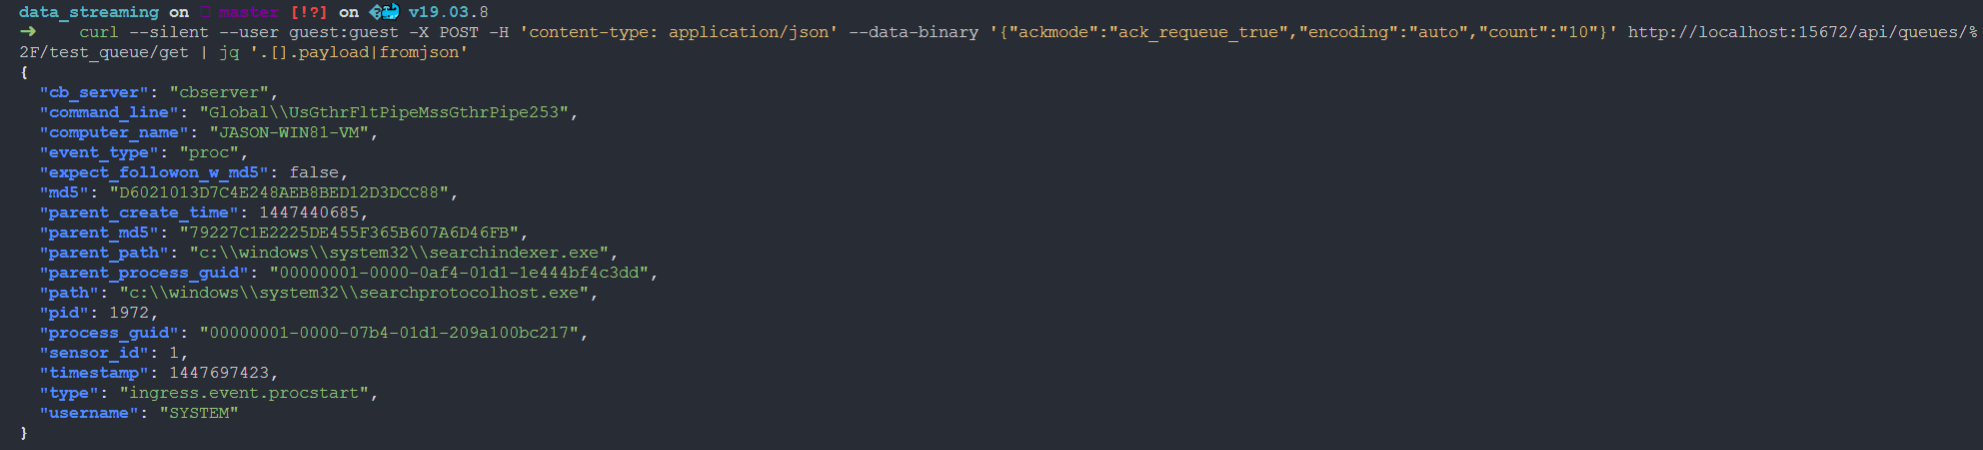 data_streaming on master [!?] on v19.03.8
➜ curl --silent --user guest:guest -X POST -H 'content-type: application/json' --data-binary '{"ackmode":"ack_requeue_true","encoding":"auto","count":"10"}' http://localhost:15672/api/queues/%
2F/test_queue/get | jq '.[].payload|fromjson'
{
"cb_server": "cbserver",
"command_line": "Global\\UsGthrFltPipeMssGthrPipe253",
"computer_name": "JASON-WIN81-VM",
"event_type": "proc",
"expect_followon_w_md5": false,
"md5": "D6021013D7C4E248AEB8BED12D3DCC88",
"parent_create_time": 1447440685,
"parent_md5": "79227C1E2225DE455F365B607A6D46FB",
"parent_path": "c:\\windows\\system32\\searchindexer.exe",
"parent_process_guid": "00000001-0000-0af4-01d1-1e444bf4c3dd",
"path": "c:\\windows\\system32\\searchprotocolhost.exe",
"pid": 1972,
"process_guid": "00000001-0000-07b4-01d1-209a100bc217",
"sensor_id": 1,
"timestamp": 1447697423,
"type": "ingress.event.procstart",
"username": "SYSTEM"
}